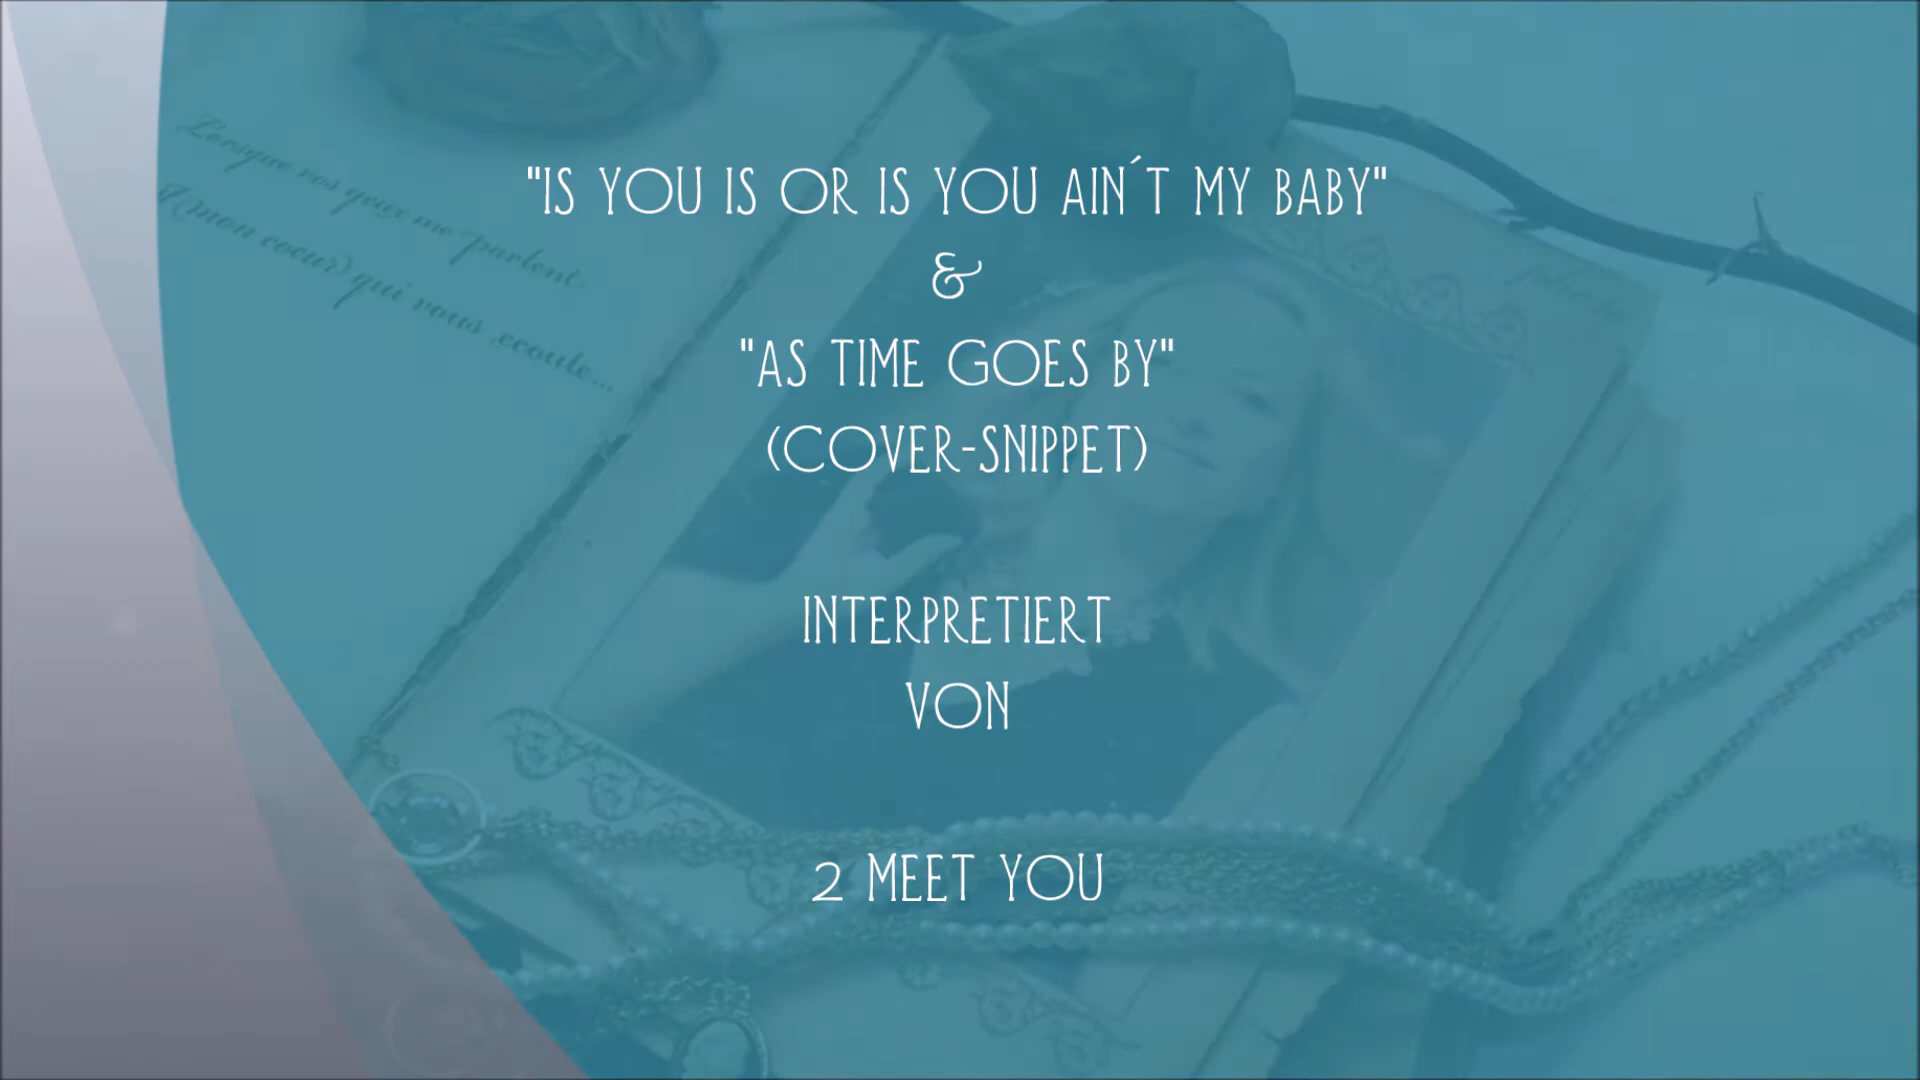 "IS YOU IS OR IS YOU AIN´T MY BABY"
&
"AS TIME GOES BY"
(COVER-SNIPPET)
INTERPRETIERT
VON
2 MEET YOU
Lorsque vos yeux me parlent.
mon coeur qui vous ecoute...